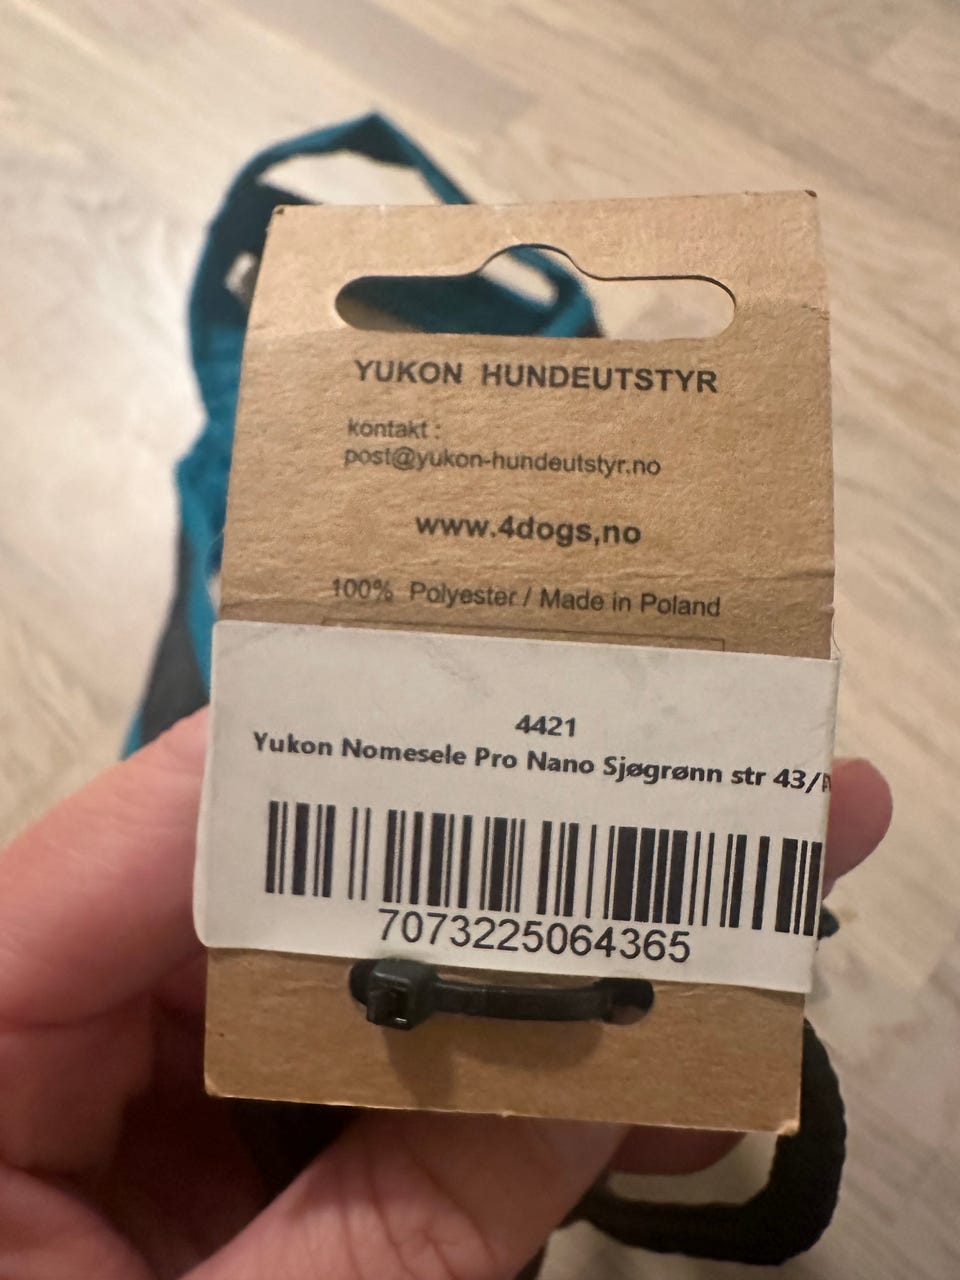 YUKON HUNDEUTSTYR
kontakt :
post@yukon-hundeutstyr.no
www.4dogs,no
100% Polyester / Made in Poland
4421
Yukon Nomesele Pro Nano Sjøgrønn str 43/
7073225064365